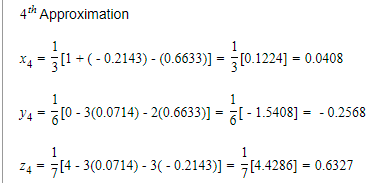 4th Approximation
x₄ = 1/3[1 + ( - 0.2143) - (0.6633)] = 1/3[0.1224] = 0.0408
y₄ = 1/6[0 - 3(0.0714) - 2(0.6633)] = 1/6[ - 1.5408] = - 0.2568
z₄ = 1/7[4 - 3(0.0714) - 3( - 0.2143)] = 1/7[4.4286] = 0.6327